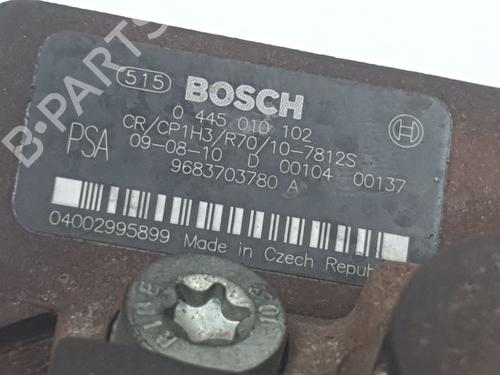 B-PARTS
515 BOSCH
0 445 010 102
CR/CP1H3/R70/10-7812S
PSA
09-08-10 D 00104 00137
9683703780 A
04002995899 Made in Czech Repub
RIBE